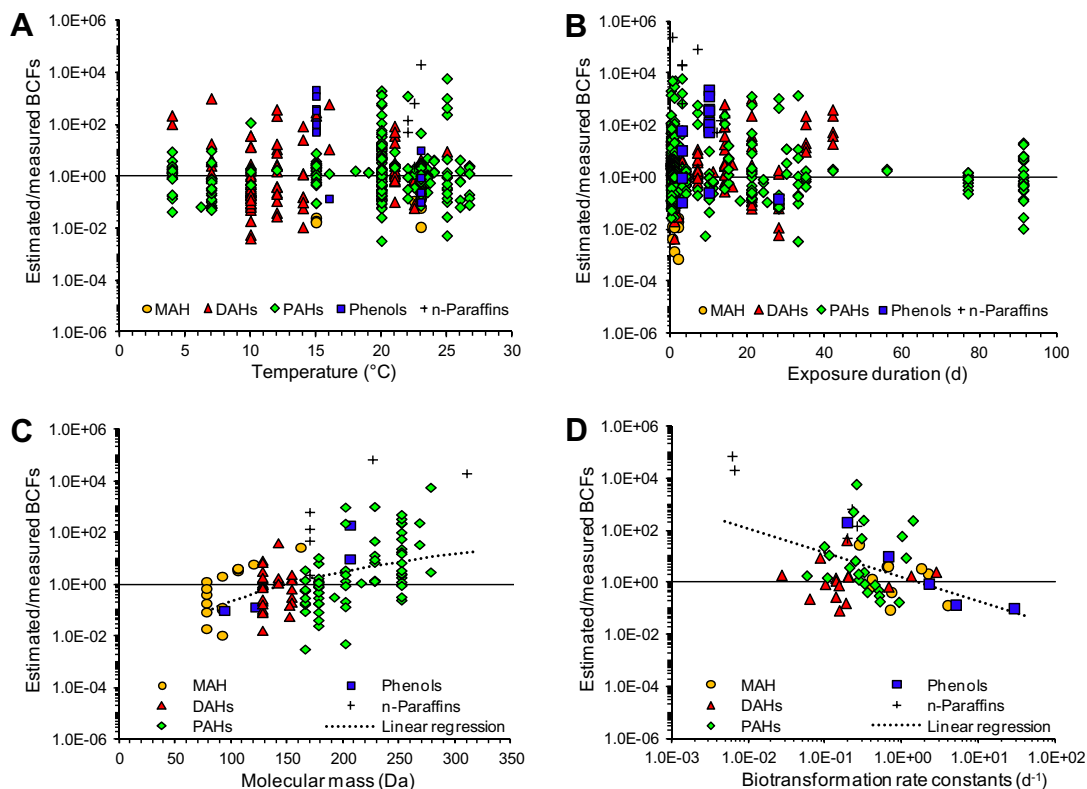 A
Estimated/measured BCFs
1.0E+06
1.0E+04
1.0E+02
1.0E+00
1.0E-02
1.0E-04
1.0E-06
MAH DAHs PAHs Phenols n-Paraffins
0 5 10 15 20 25 30
Temperature (°C)
B
Estimated/measured BCFs
1.0E+06
1.0E+04
1.0E+02
1.0E+00
1.0E-02
1.0E-04
1.0E-06
MAH DAHs PAHs Phenols n-Paraffins
0 20 40 60 80 100
Exposure duration (d)
C
Estimated/measured BCFs
1.0E+06
1.0E+04
1.0E+02
1.0E+00
1.0E-02
1.0E-04
1.0E-06
MAH Phenols
DAHs n-Paraffins
PAHs Linear regression
0 50 100 150 200 250 300 350
Molecular mass (Da)
D
Estimated/measured BCFs
1.0E+06
1.0E+04
1.0E+02
1.0E+00
1.0E-02
1.0E-04
1.0E-06
MAH Phenols
DAHs n-Paraffins
PAHs Linear regression
1.0E-03 1.0E-02 1.0E-01 1.0E+00 1.0E+01 1.0E+02
Biotransformation rate constants (d⁻¹)